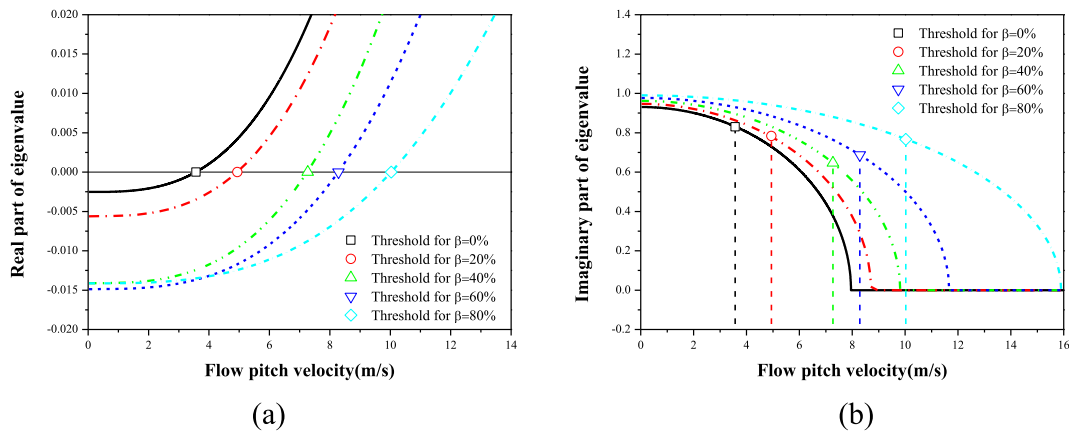 0.020
0.015
0.010
0.005
0.000
-0.005
-0.010
-0.015
-0.020
Real part of eigenvalue
Threshold for β=0%
Threshold for β=20%
Threshold for β=40%
Threshold for β=60%
Threshold for β=80%
0 2 4 6 8 10 12 14
Flow pitch velocity(m/s)
(a)
1.4
1.2
1.0
0.8
0.6
0.4
0.2
0.0
-0.2
Imaginary part of eigenvalue
Threshold for β=0%
Threshold for β=20%
Threshold for β=40%
Threshold for β=60%
Threshold for β=80%
0 2 4 6 8 10 12 14 16
Flow pitch velocity(m/s)
(b)